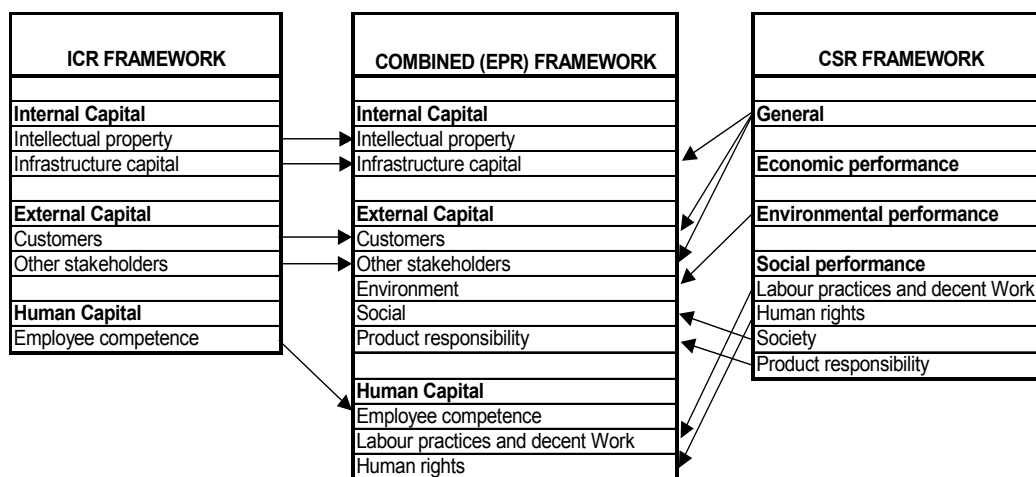 ICR FRAMEWORK
Internal Capital
Intellectual property
Infrastructure capital
External Capital
Customers
Other stakeholders
Human Capital
Employee competence
COMBINED (EPR) FRAMEWORK
Internal Capital
Intellectual property
Infrastructure capital
External Capital
Customers
Other stakeholders
Environment
Social
Product responsibility
Human Capital
Employee competence
Labour practices and decent Work
Human rights
CSR FRAMEWORK
General
Economic performance
Environmental performance
Social performance
Labour practices and decent Work
Human rights
Society
Product responsibility